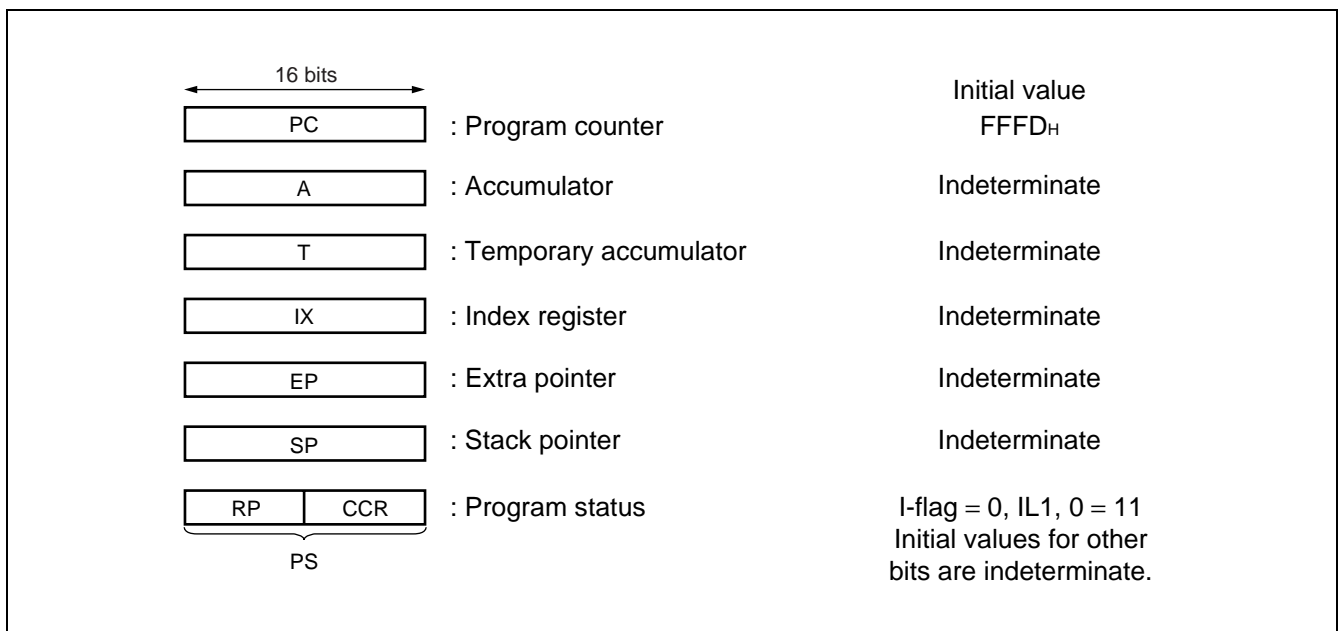 16 bits
Initial value
PC : Program counter FFFDH
A : Accumulator Indeterminate
T : Temporary accumulator Indeterminate
IX : Index register Indeterminate
EP : Extra pointer Indeterminate
SP : Stack pointer Indeterminate
RP CCR : Program status I-flag = 0, IL1, 0 = 11
Initial values for other
PS
bits are indeterminate.